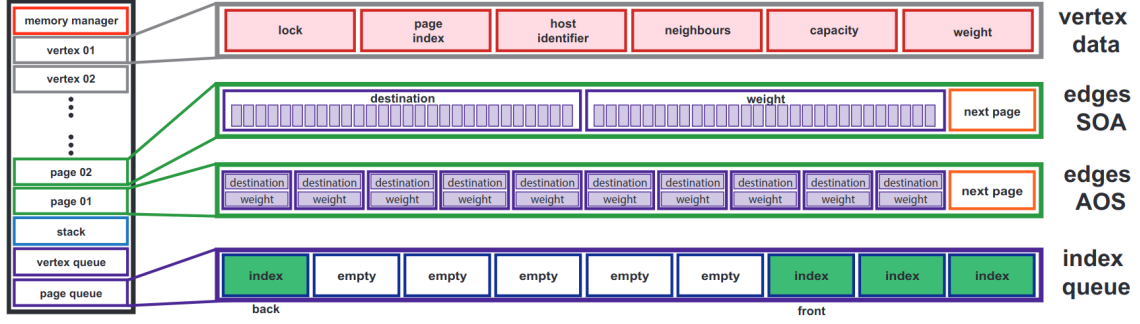 memory manager
vertex 01
vertex 02
page 02
page 01
stack
vertex queue
page queue
lock
page
index
host
identifier
neighbours
capacity
weight
vertex
data
destination
weight
next page
edges
SOA
destination destination destination destination destination destination destination destination destination destination
weight weight weight weight weight weight weight weight weight weight
next page
edges
AOS
index empty empty empty empty empty index index index
back front
index
queue